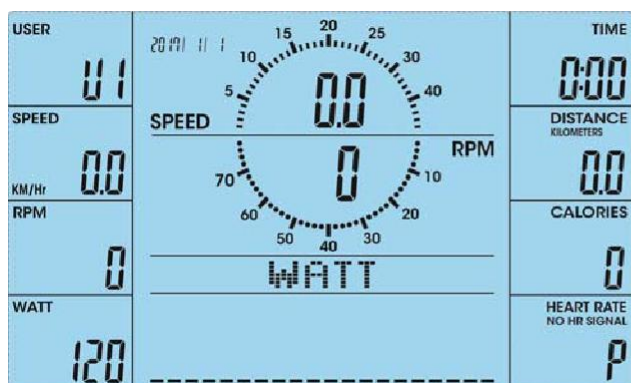 USER
U1
SPEED
KM/Hr 0.0
RPM
0
WATT
120
2017/ 1/ 1
5 10 15 20 25 30 40
SPEED 0.0
RPM 0
10 20 30 40 50 60 70
WATT
TIME
0:00
DISTANCE
KILOMETERS
0.0
CALORIES
0
HEART RATE
NO HR SIGNAL
P